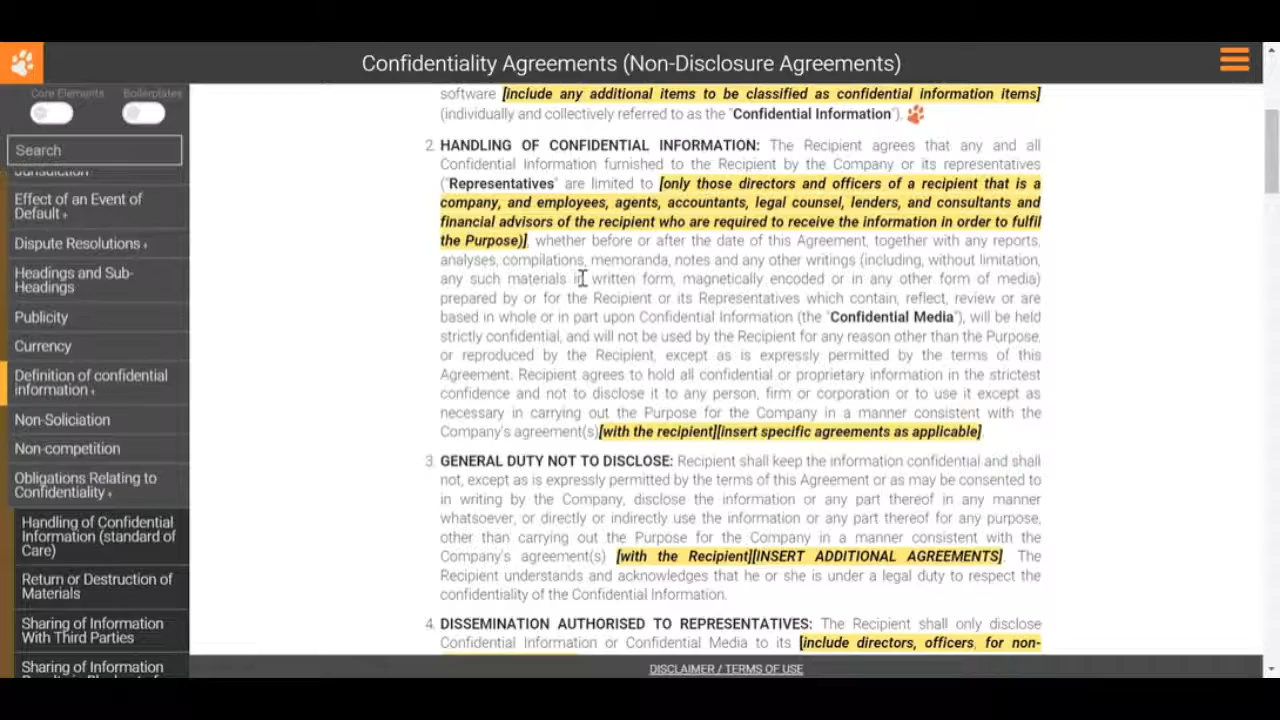 Confidentiality Agreements (Non-Disclosure Agreements)
Core Elements
Boilerplates
Search
Jurisdiction
Effect of an Event of
Default +
Dispute Resolutions +
Headings and Sub-
Headings
Publicity
Currency
Definition of confidential
information +
Non-Soliciation
Non-competition
Obligations Relating to
Confidentiality +
Handling of Confidential
Information (standard of
Care)
Return or Destruction of
Materials
Sharing of Information
With Third Parties
Sharing of Information
software [include any additional items to be classified as confidential information items]
(individually and collectively referred to as the "Confidential Information").
2. HANDLING OF CONFIDENTIAL INFORMATION: The Recipient agrees that any and all
Confidential Information furnished to the Recipient by the Company or its representatives
("Representatives" are limited to [only those directors and officers of a recipient that is a
company, and employees, agents, accountants, legal counsel, lenders, and consultants and
financial advisors of the recipient who are required to receive the information in order to fulfil
the Purpose)], whether before or after the date of this Agreement, together with any reports,
analyses, compilations, memoranda, notes and any other writings (including, without limitation,
any such materials in written form, magnetically encoded or in any other form of media)
prepared by or for the Recipient or its Representatives which contain, reflect, review or are
based in whole or in part upon Confidential Information (the "Confidential Media"), will be held
strictly confidential, and will not be used by the Recipient for any reason other than the Purpose,
or reproduced by the Recipient, except as is expressly permitted by the terms of this
Agreement. Recipient agrees to hold all confidential or proprietary information in the strictest
confidence and not to disclose it to any person, firm or corporation or to use it except as
necessary in carrying out the Purpose for the Company in a manner consistent with the
Company's agreement(s)[with the recipient][insert specific agreements as applicable].
3. GENERAL DUTY NOT TO DISCLOSE: Recipient shall keep the information confidential and shall
not, except as is expressly permitted by the terms of this Agreement or as may be consented to
in writing by the Company, disclose the information or any part thereof in any manner
whatsoever, or directly or indirectly use the information or any part thereof for any purpose,
other than carrying out the Purpose for the Company in a manner consistent with the
Company's agreement(s) [with the Recipient][INSERT ADDITIONAL AGREEMENTS]. The
Recipient understands and acknowledges that he or she is under a legal duty to respect the
confidentiality of the Confidential Information.
4. DISSEMINATION AUTHORISED TO REPRESENTATIVES: The Recipient shall only disclose
Confidential Information or Confidential Media to its [include directors, officers, for non-
DISCLAIMER / TERMS OF USE